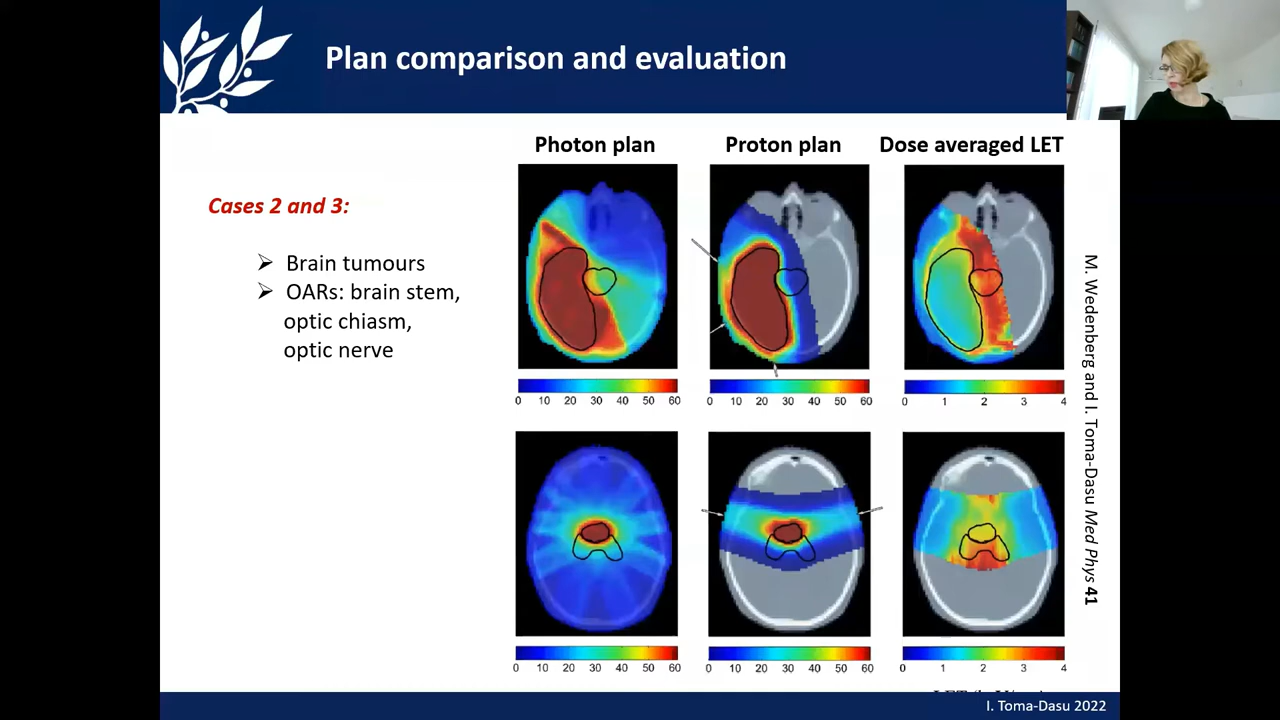 Plan comparison and evaluation
Photon plan
Proton plan
Dose averaged LET
Cases 2 and 3:
Brain tumours
OARs: brain stem,
optic chiasm,
optic nerve
0 10 20 30 40 50 60
0 10 20 30 40 50 60
0 1 2 3 4
M. Wedenberg and I. Toma-Dasu Med Phys 41
0 10 20 30 40 50 60
0 10 20 30 40 50 60
0 1 2 3 4
I. Toma-Dasu 2022